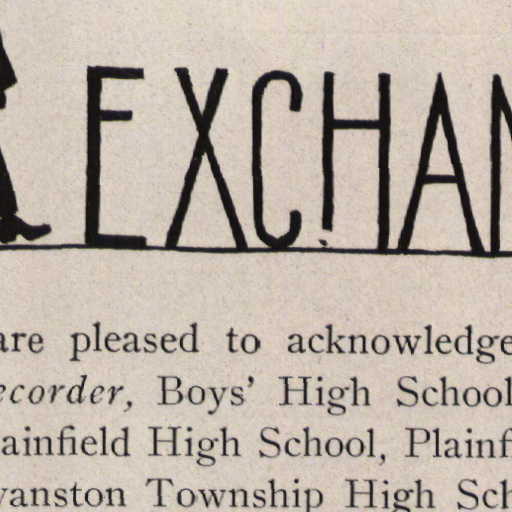 EXCHAN
are pleased to acknowledge
ecorder, Boys' High School
ainfield High School, Plainf
vanston Township High Sch